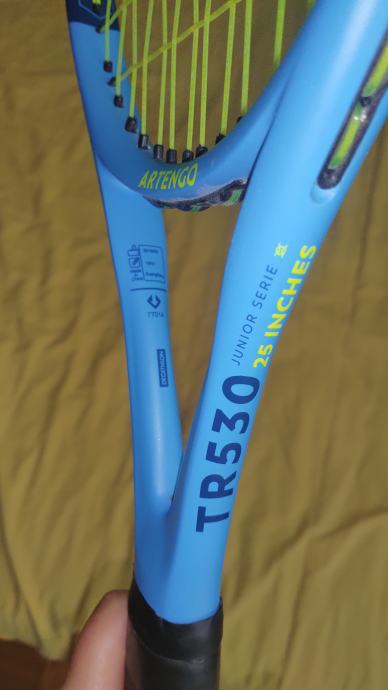 ARTENGO
JUNIOR SERIE
25 INCHES
TR530
DECATHLON